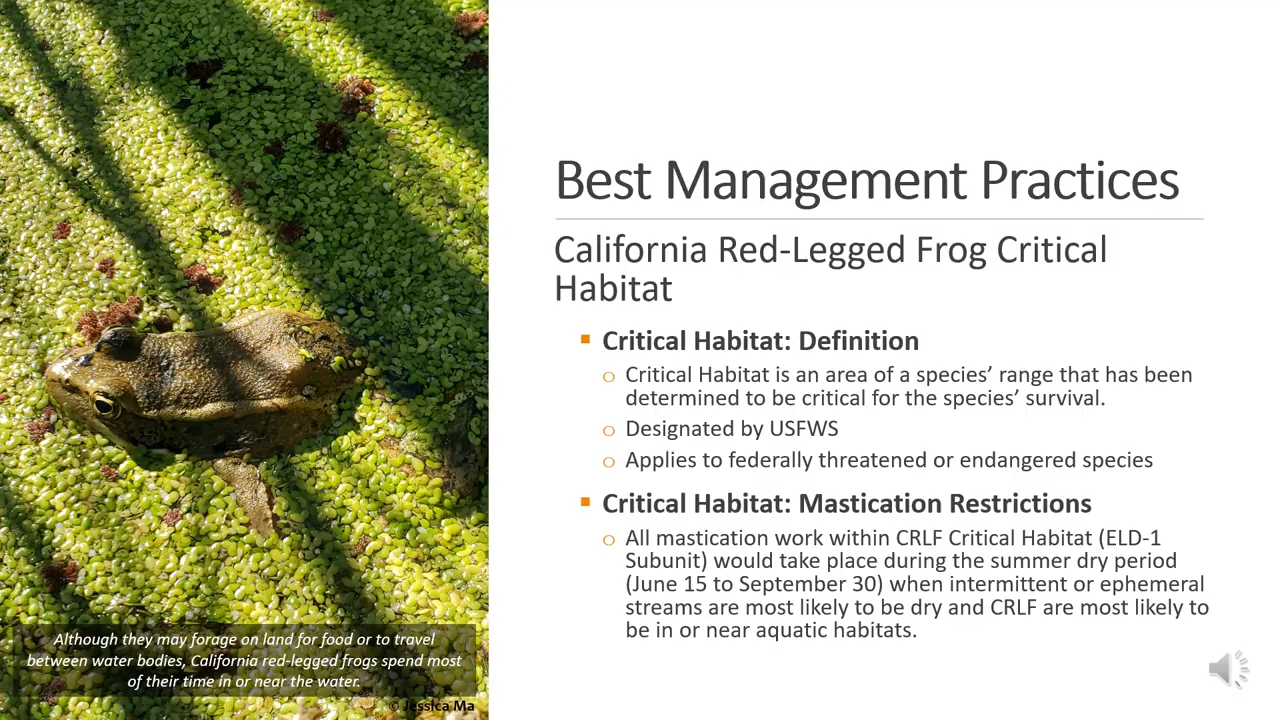 Best Management Practices
California Red-Legged Frog Critical
Habitat
Critical Habitat: Definition
Critical Habitat is an area of a species’ range that has been
determined to be critical for the species’ survival.
Designated by USFWS
Applies to federally threatened or endangered species
Critical Habitat: Mastication Restrictions
All mastication work within CRLF Critical Habitat (ELD-1
Subunit) would take place during the summer dry period
(June 15 to September 30) when intermittent or ephemeral
streams are most likely to be dry and CRLF are most likely to
be in or near aquatic habitats.
Although they may forage on land for food or to travel
between water bodies, California red-legged frogs spend most
of their time in or near the water.
© Jessica Ma